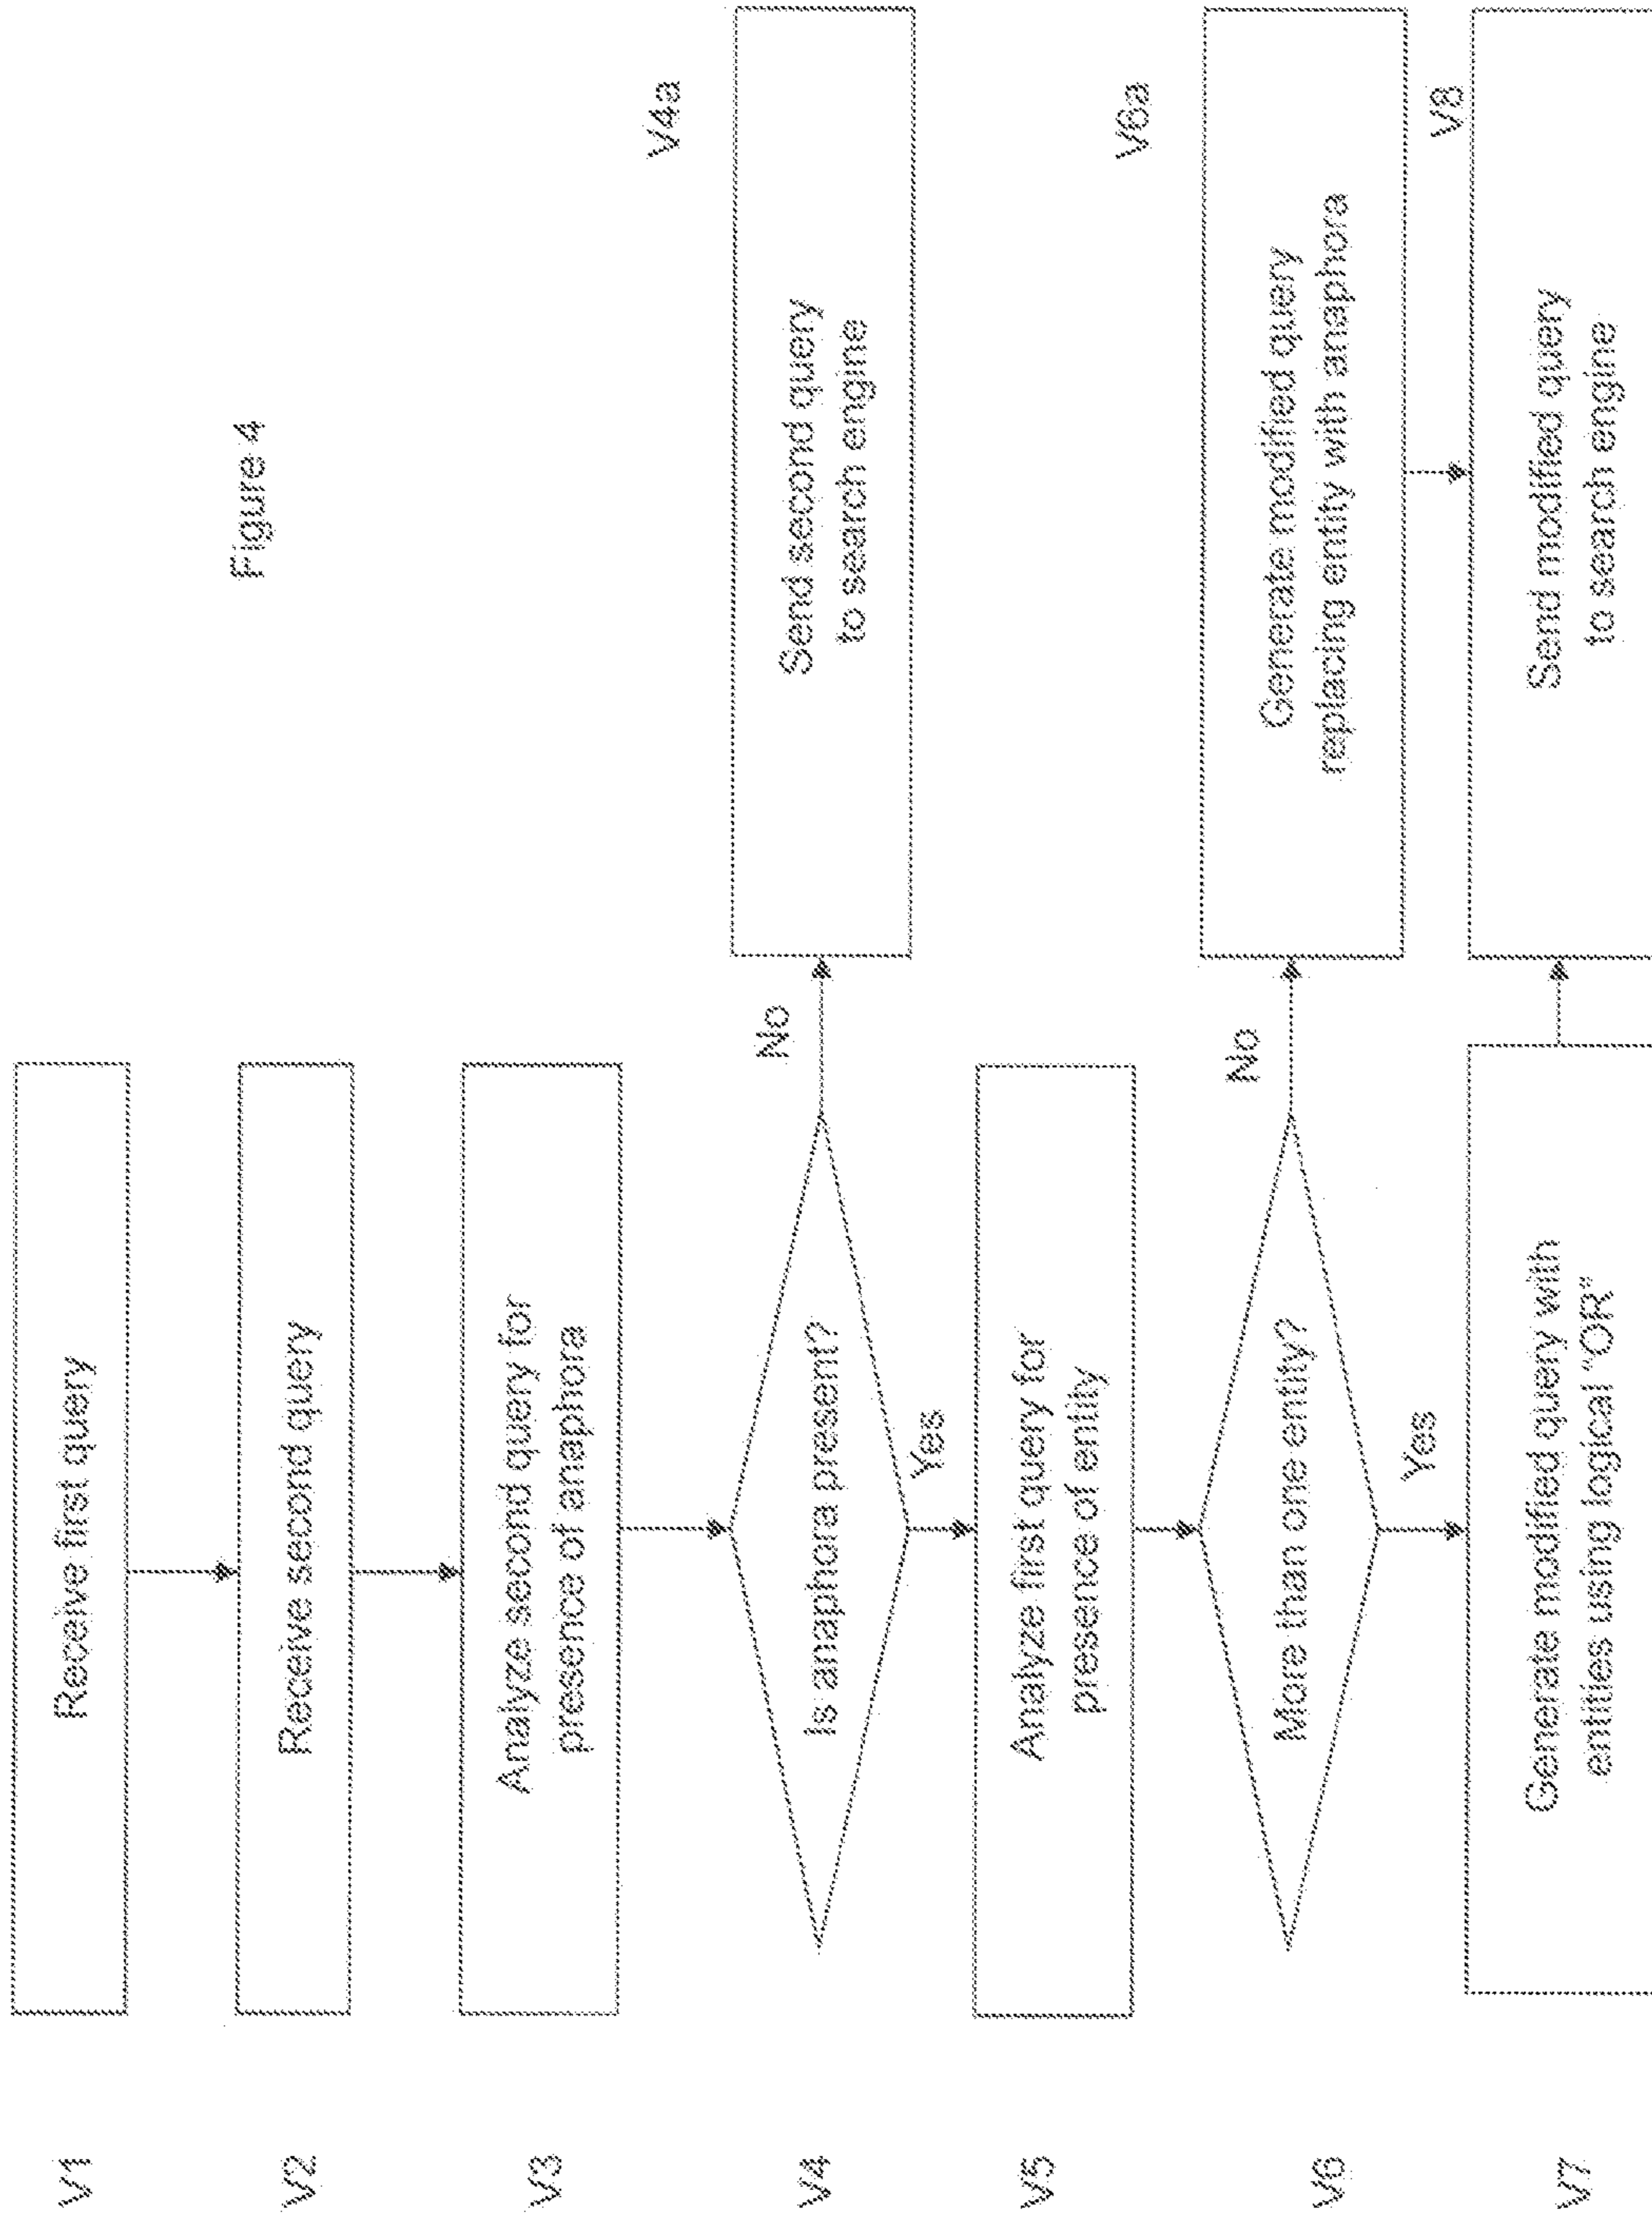 Figure 4
V1
Receive first query
V2
Receive second query
V3
Analyze second query for
presence of anaphora
V4
Is anaphora present?
No
V4a
Send second query
to search engine
Yes
V5
Analyze first query for
presence of entity
V6
More than one entity?
No
V6a
Generate modified query
replacing entity with anaphora
Yes
V7
Generate modified query with
entities using logical "OR"
V8
Send modified query
to search engine